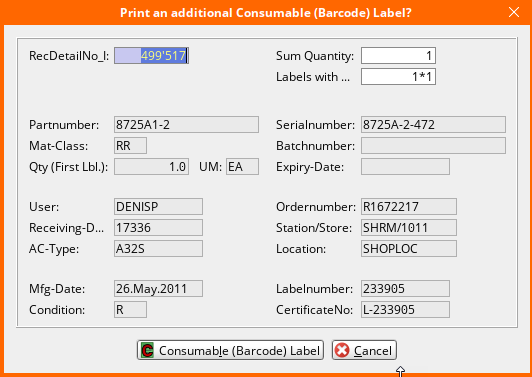 Print an additional Consumable (Barcode) Label?
RecDetailNo_I: 499'517 Sum Quantity: 1
Labels with ... 1*1
Partnumber: 8725A1-2 Serialnumber: 8725A-2-472
Mat-Class: RR Batchnumber:
Qty (First Lbl.): 1.0 UM: EA Expiry-Date:
User: DENISP Ordernumber: R1672217
Receiving-D... 17336 Station/Store: SHRM/1011
AC-Type: A32S Location: SHOPLOC
Mfg-Date: 26.May.2011 Labelnumber: 233905
Condition: R CertificateNo: L-233905
Consumable (Barcode) Label Cancel